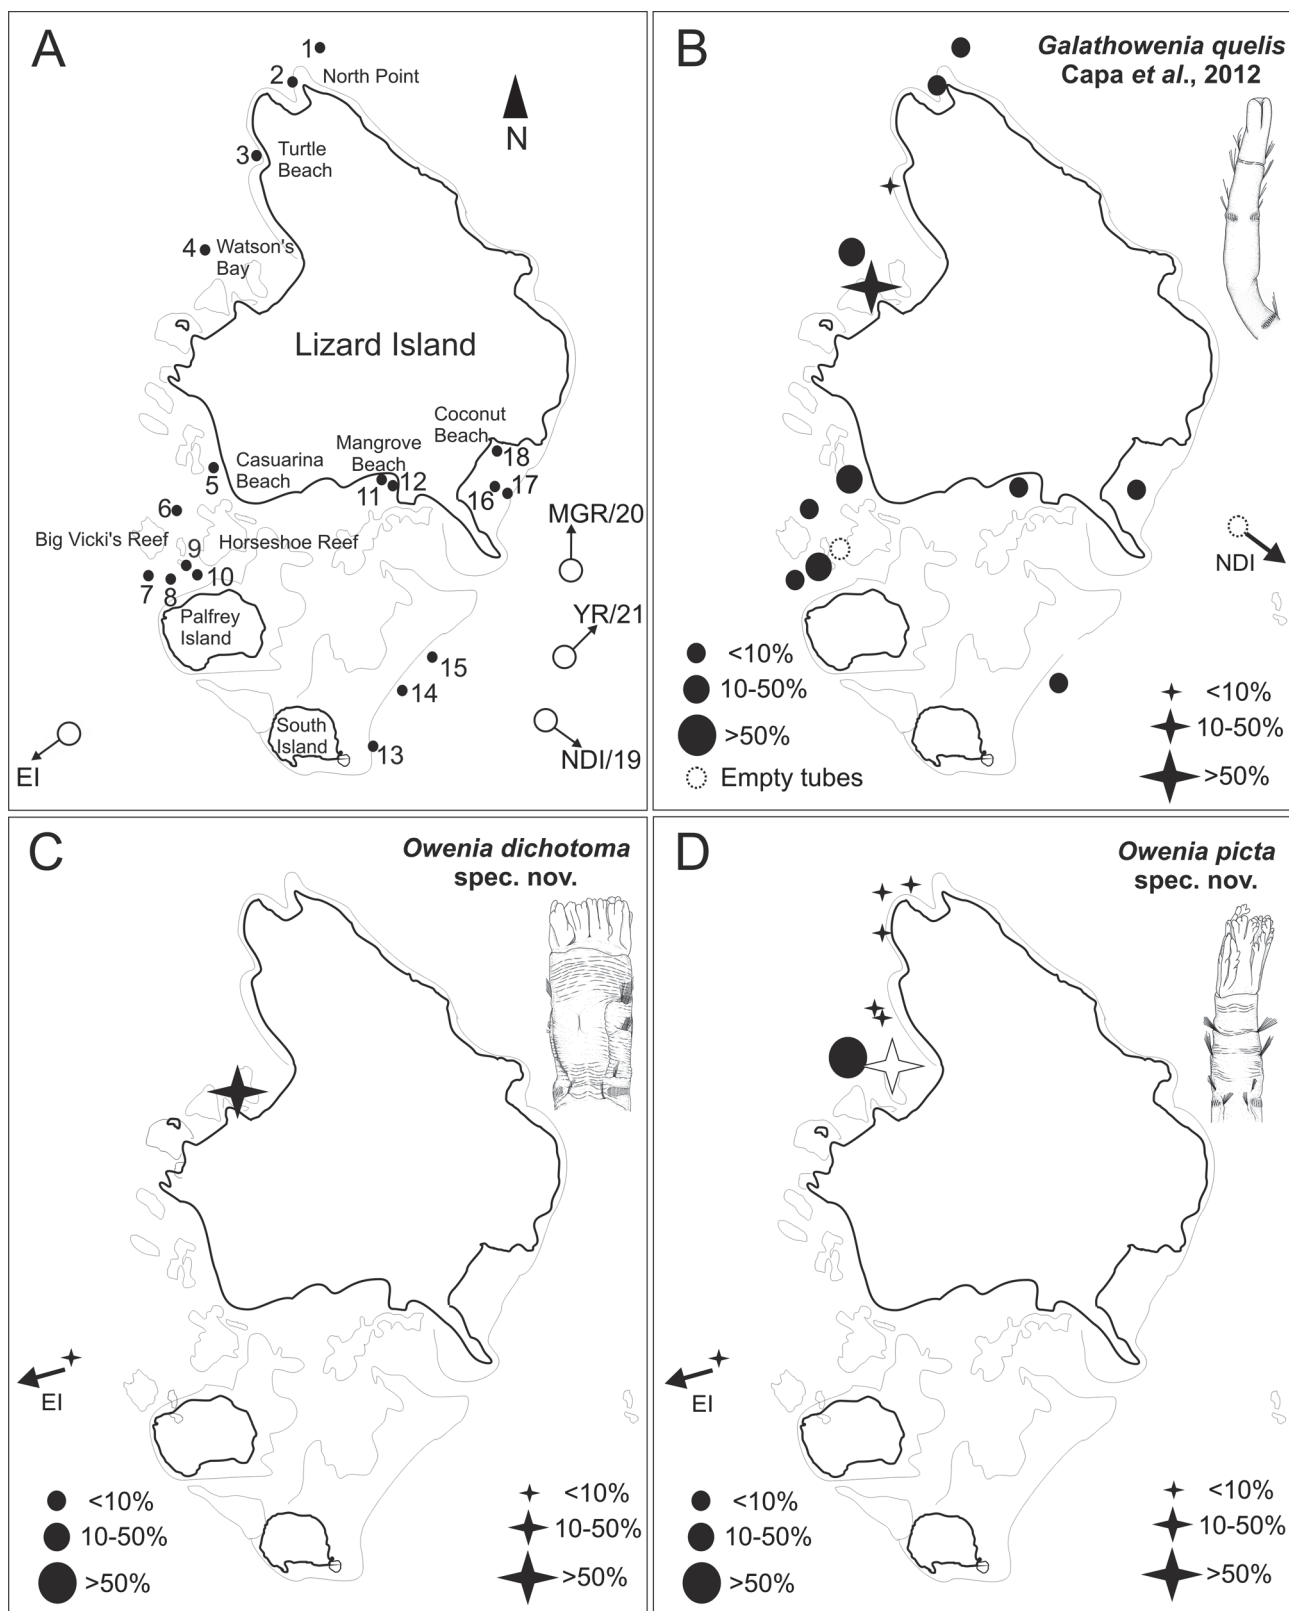 A
1
2
North Point
N
3
Turtle
Beach
4
Watson's
Bay
Lizard Island
Coconut
Beach
18
Mangrove
Beach
Casuarina
Beach
5
11
12
16
17
6
MGR/20
Big Vicki's Reef
Horseshoe Reef
9
7
8
10
Palfrey
Island
YR/21
15
14
South
Island
13
EI
NDI/19
B
Galathowenia quelis
Capa et al., 2012
NDI
<10%
10-50%
>50%
Empty tubes
<10%
10-50%
>50%
C
Owenia dichotoma
spec. nov.
EI
<10%
10-50%
>50%
<10%
10-50%
>50%
D
Owenia picta
spec. nov.
EI
<10%
10-50%
>50%
<10%
10-50%
>50%